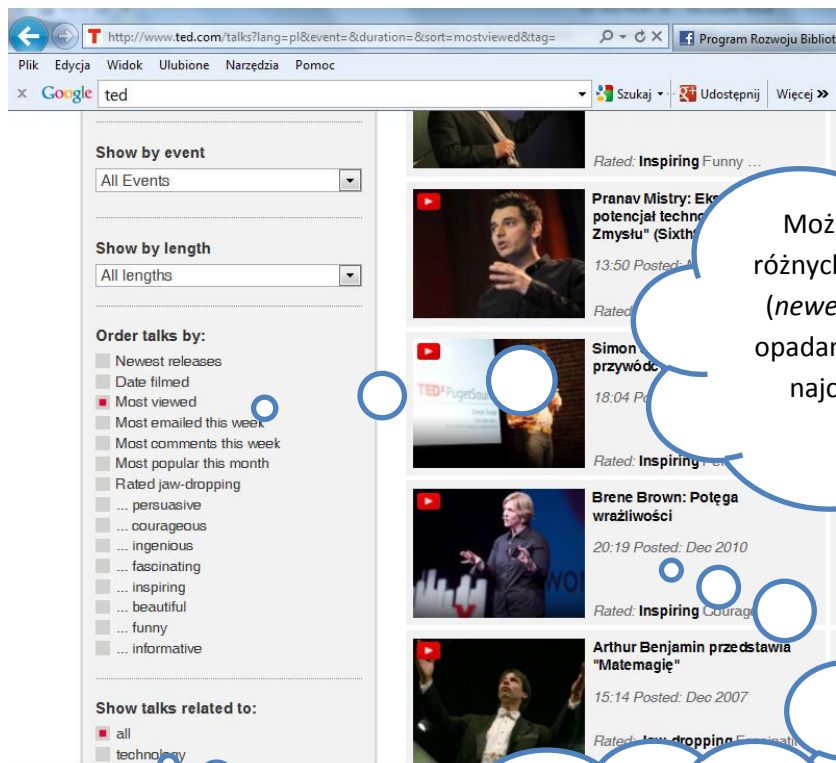 http://www.ted.com/talks?lang=pl&event=&duration=&sort=mostviewed&tag=
Program Rozwoju Bibliot
Plik Edycja Widok Ulubione Narzędzia Pomoc
x Google ted Szukaj Udostępnij Więcej »
Show by event
All Events
Show by length
All lengths
Order talks by:
Newest releases
Date filmed
Most viewed
Most emailed this week
Most comments this week
Most popular this month
Rated jaw-dropping
... persuasive
... courageous
... ingenious
... fascinating
... inspiring
... beautiful
... funny
... informative
Show talks related to:
all
technology
Rated: Inspiring Funny ...
Pranav Mistry: Eks
potencjał techno
Zmysłu" (Sixth
13:50 Posted:
Rated
Simon
przywódc
18:04 Po
Rated: Inspiring
Brene Brown: Potęga
wrażliwości
20:19 Posted: Dec 2010
Rated: Inspiring Courag
Arthur Benjamin przedstawia
"Matemagię"
15:14 Posted: Dec 2007
Rated: Jaw-dropping
Moż
różnych
(newe
opadan
najc